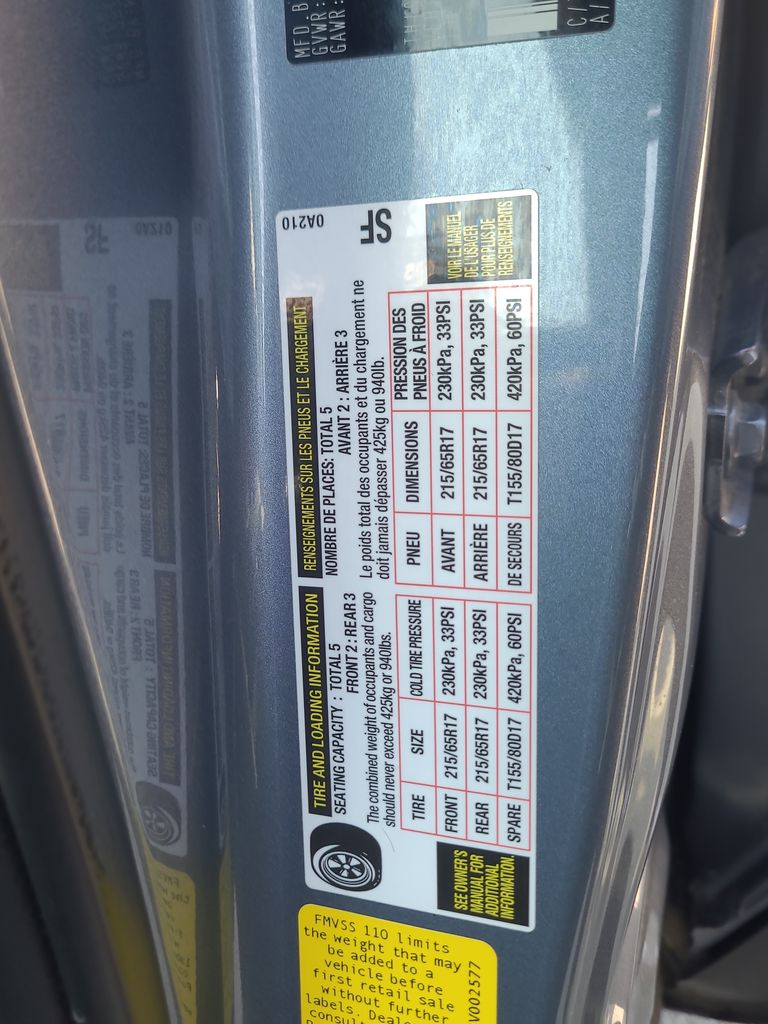 MFD.B
GVWR:
GAWR:
C/
A/
TIRE AND LOADING INFORMATION
SEATING CAPACITY : TOTAL 5
FRONT 2 : REAR 3
The combined weight of occupants and cargo
should never exceed 425kg or 940lbs.
TIRE SIZE COLD TIRE PRESSURE
FRONT 215/65R17 230kPa, 33PSI
REAR 215/65R17 230kPa, 33PSI
SPARE T155/80D17 420kPa, 60PSI
SEE OWNER'S
MANUAL FOR
ADDITIONAL
INFORMATION.
RENSEIGNEMENTS SUR LES PNEUS ET LE CHARGEMENT
NOMBRE DE PLACES: TOTAL 5
AVANT 2 : ARRIÈRE 3
Le poids total des occupants et du chargement ne
doit jamais dépasser 425kg ou 940lb.
PNEU DIMENSIONS PRESSION DES
PNEUS À FROID
AVANT 215/65R17 230kPa, 33PSI
ARRIÈRE 215/65R17 230kPa, 33PSI
DE SECOURS T155/80D17 420kPa, 60PSI
VOIR LE MANUEL
DE L'USAGER
POUR PLUS DE
RENSEIGNEMENTS
0A210
SF
FMVSS 110 limits
the weight that may
be added to a
vehicle before
first retail sale
without further
labels. Deale
consult
V002577